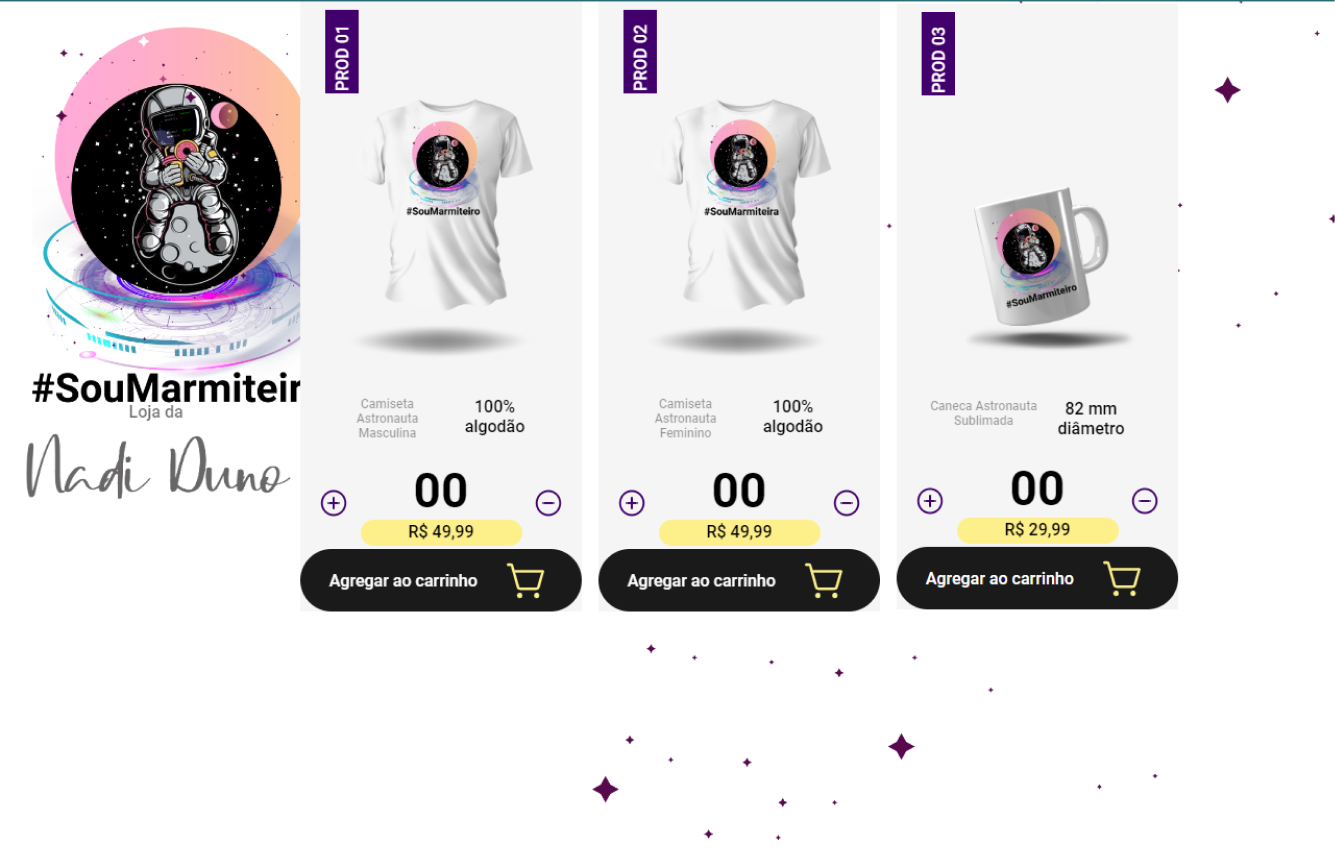 #SouMarmiteir
Loja da
Nadi Duno
PROD 01
#SouMarmiteiro
Camiseta
Astronauta
Masculina
100%
algodão
00
R$ 49,99
Agregar ao carrinho
PROD 02
#SouMarmiteira
Camiseta
Astronauta
Feminino
100%
algodão
00
R$ 49,99
Agregar ao carrinho
PROD 03
#SouMarmiteiro
Caneca Astronauta
Sublimada
82 mm
diâmetro
00
R$ 29,99
Agregar ao carrinho